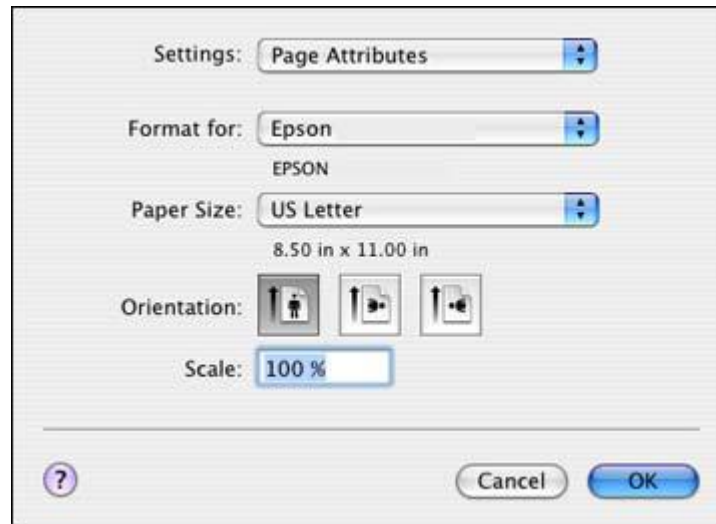 Settings: Page Attributes
Format for: Epson
EPSON
Paper Size: US Letter
8.50 in x 11.00 in
Orientation:
Scale: 100 %
? Cancel OK